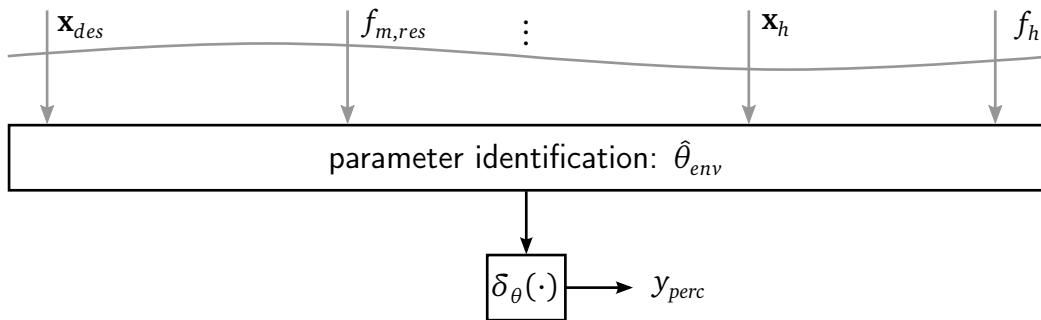 𝐱_des f_m,res ⋮ 𝐱_h f_h
parameter identification: θ̂_env
δ_θ(·) y_perc